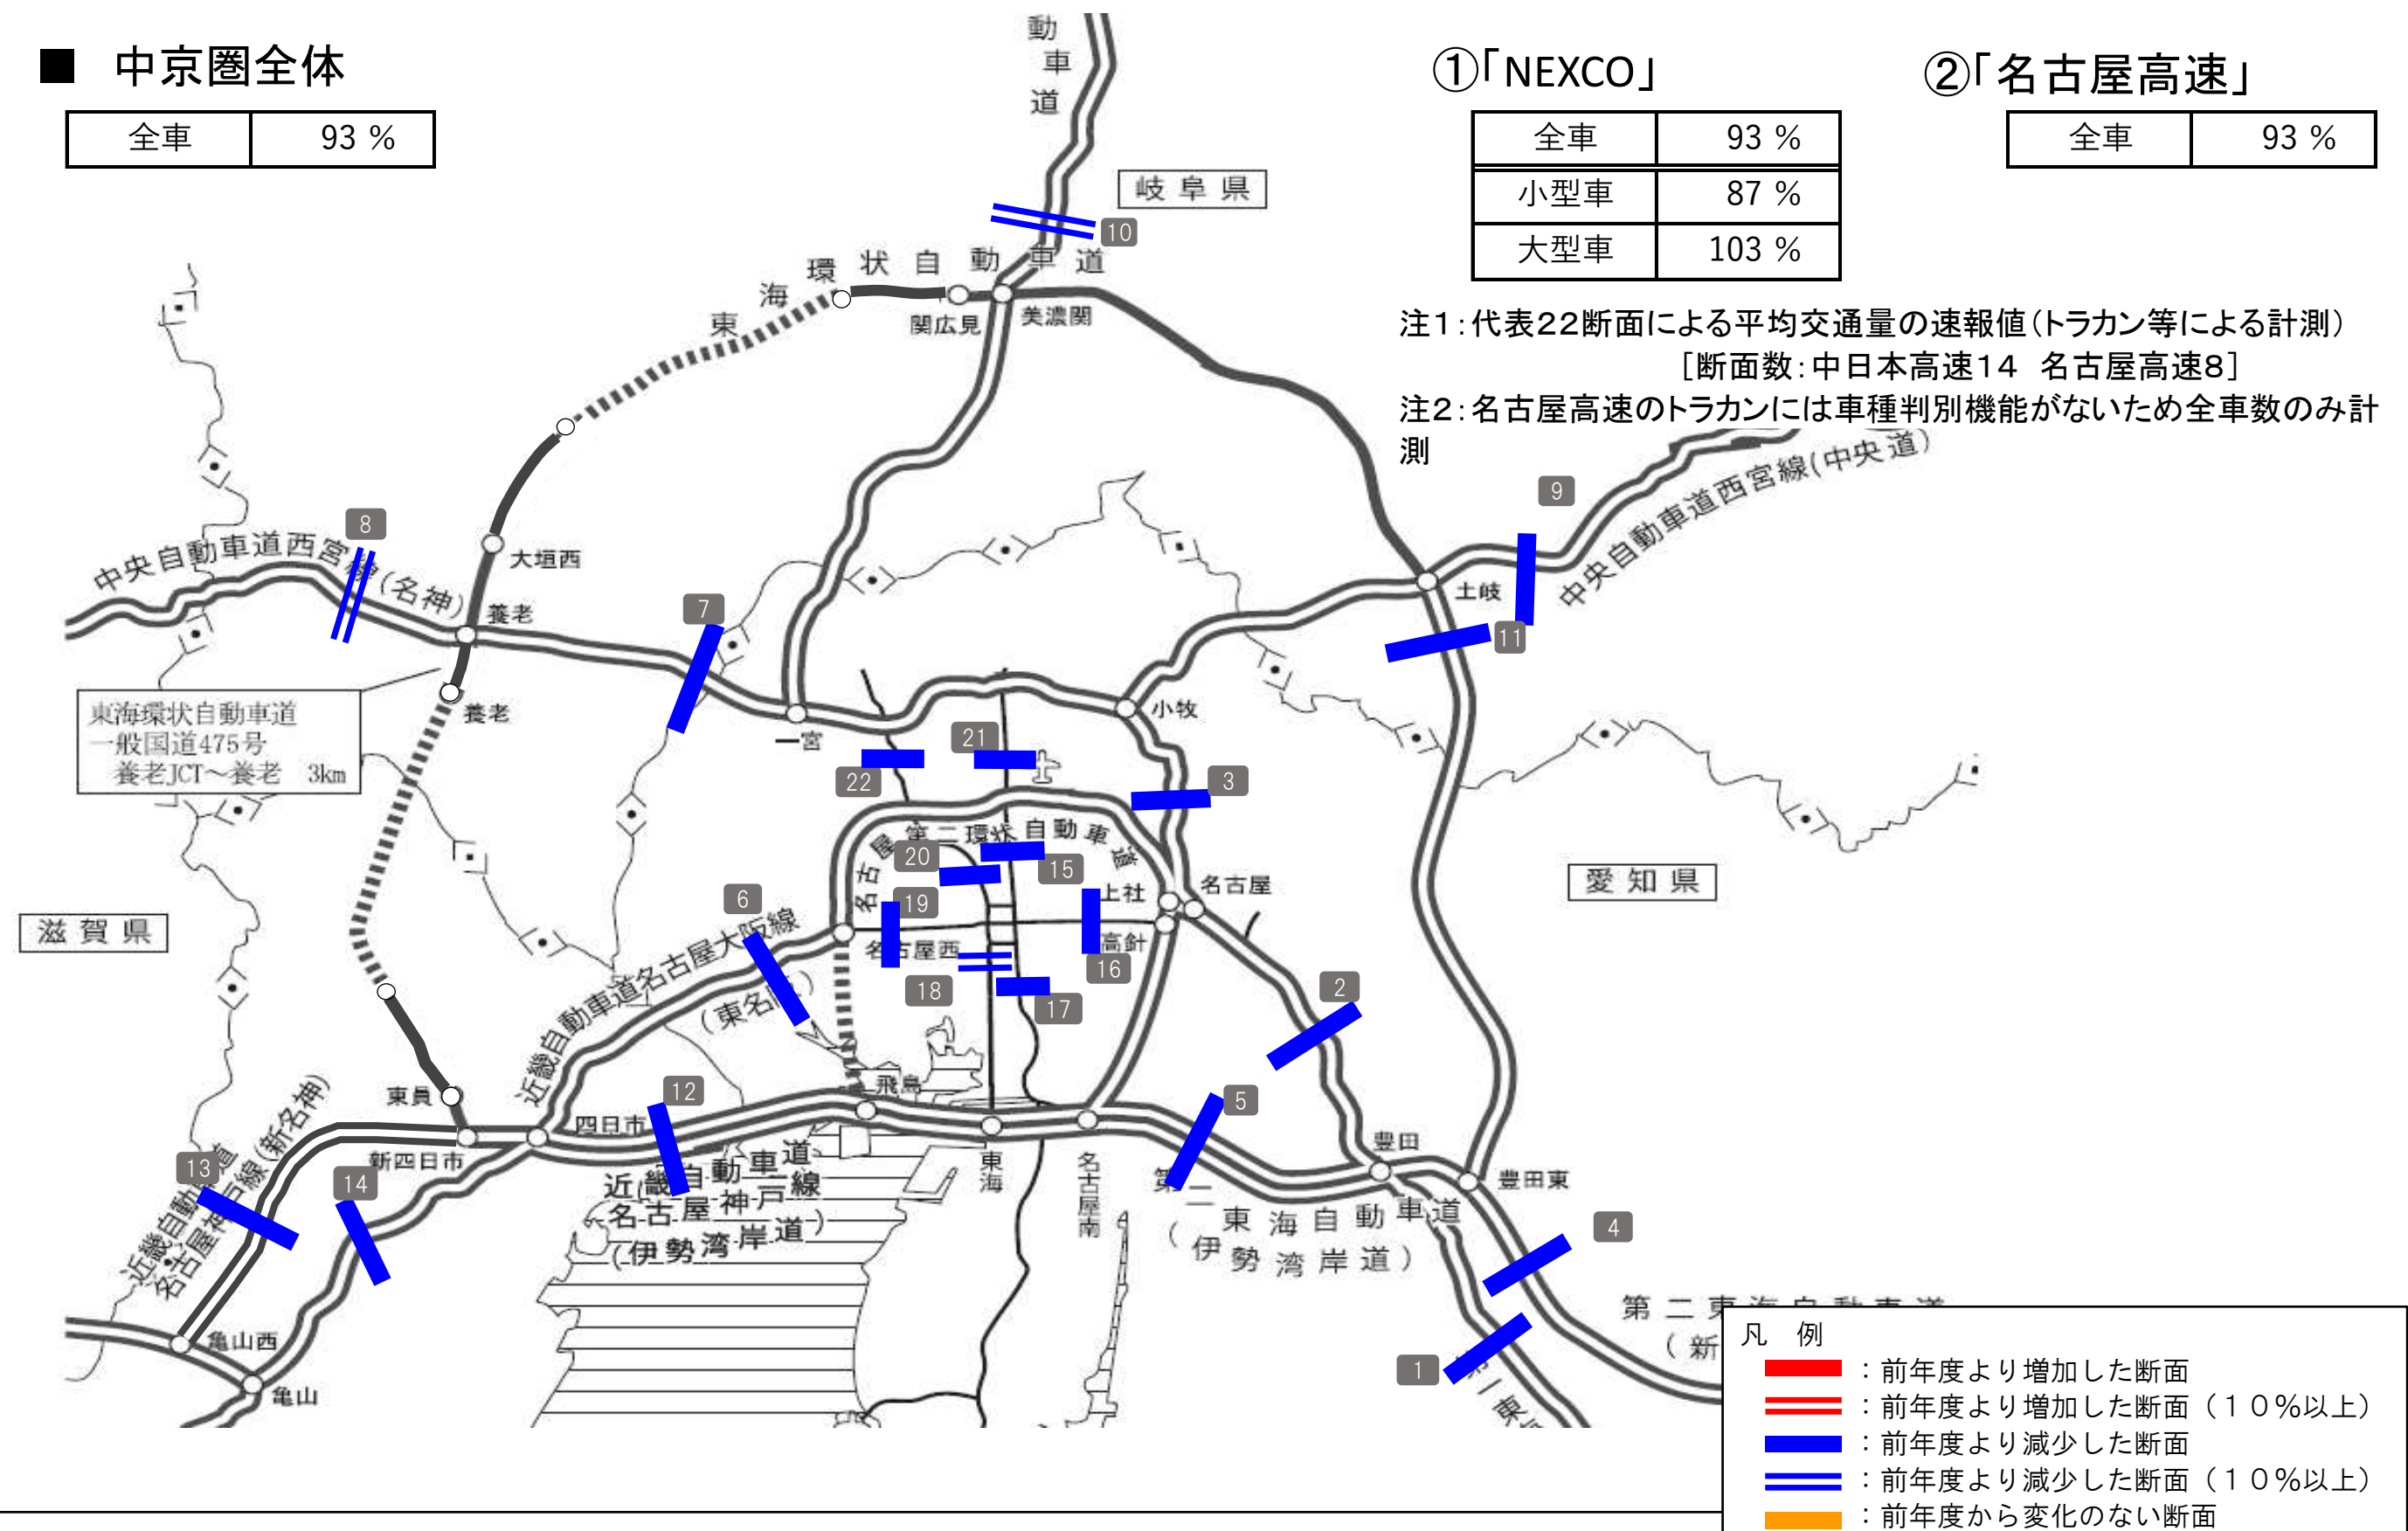 ■ 中京圏全体
全車 93 %
①「NEXCO」
全車 93 %
小型車 87 %
大型車 103 %
②「名古屋高速」
全車 93 %
注1:代表22断面による平均交通量の速報値(トラカン等による計測)
[断面数:中日本高速14 名古屋高速8]
注2:名古屋高速のトラカンには車種判別機能がないため全車数のみ計
測
動車道
岐阜県
10
東海環状自動車道
関広見
美濃関
9
中央自動車道西宮線(中央道)
8
中央自動車道西宮線(名神)
大垣西
養老
7
土岐
11
養老
東海環状自動車道
一般国道475号
養老JCT～養老 3km
一宮
小牧
21
22
3
名古屋第二環状自動車道
20
15
上社
名古屋
愛知県
滋賀県
6
19
名古屋西
高針
16
近畿自動車道名古屋大阪線
(東名阪)
18
17
2
飛島
東員
12
四日市
5
新四日市
13
14
近畿自動車道
名古屋神戸線(新名神)
近畿自動車道
名古屋神戸線
(伊勢湾岸道)
東海
名古屋南
豊田
豊田東
第二東海自動車道
(伊勢湾岸道)
4
亀山西
亀山
1
第二東海自動車道
(新
凡 例
:前年度より増加した断面
:前年度より増加した断面(10%以上)
:前年度より減少した断面
:前年度より減少した断面(10%以上)
:前年度から変化のない断面